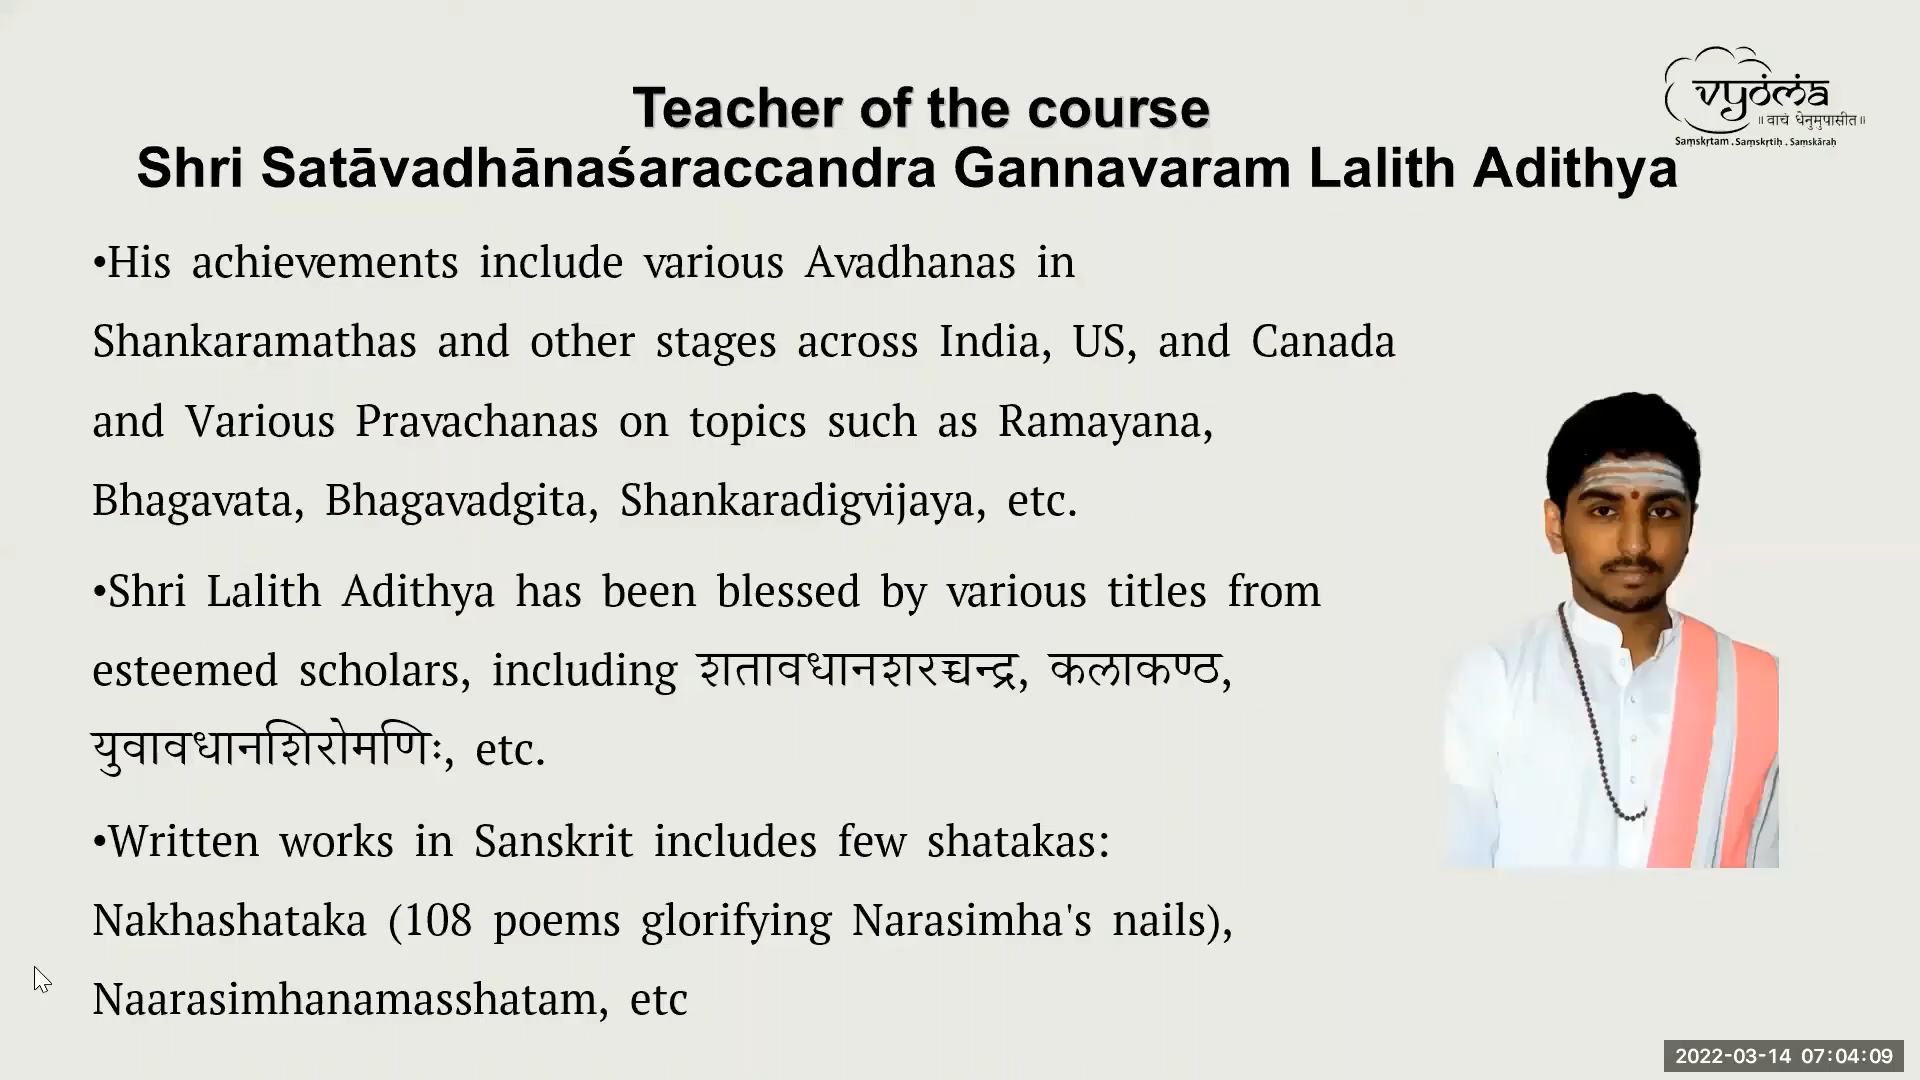 Teacher of the course
Shri Satāvadhānaśaraccandra Gannavaram Lalith Adithya
vyoma
॥ वाचं धेनुमुपासीत॥
Saṃskṛtam . Saṃskṛtiḥ . Saṃskāraḥ
•His achievements include various Avadhanas in
Shankaramathas and other stages across India, US, and Canada
and Various Pravachanas on topics such as Ramayana,
Bhagavata, Bhagavadgita, Shankaradigvijaya, etc.
•Shri Lalith Adithya has been blessed by various titles from
esteemed scholars, including शतावधानशरच्चन्द्र, कलाकण्ठ,
युवावधानशिरोमणिः, etc.
•Written works in Sanskrit includes few shatakas:
Nakhashataka (108 poems glorifying Narasimha's nails),
Naarasimhanamasshatam, etc
2022-03-14 07:04:09